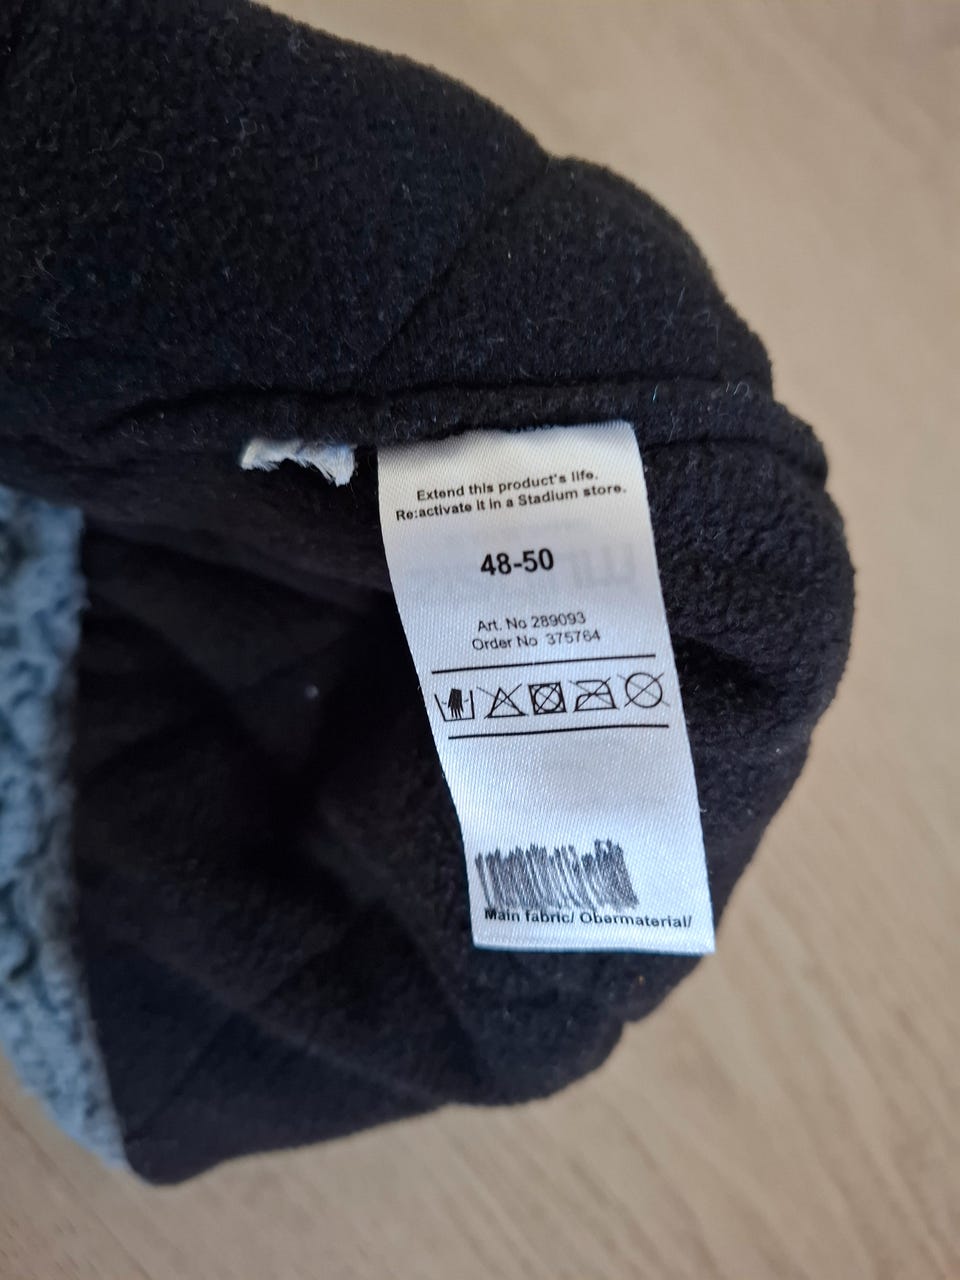 Extend this product's life.
Re:activate it in a Stadium store.
48-50
Art. No 289093
Order No 375764
Main fabric/ Obermaterial/